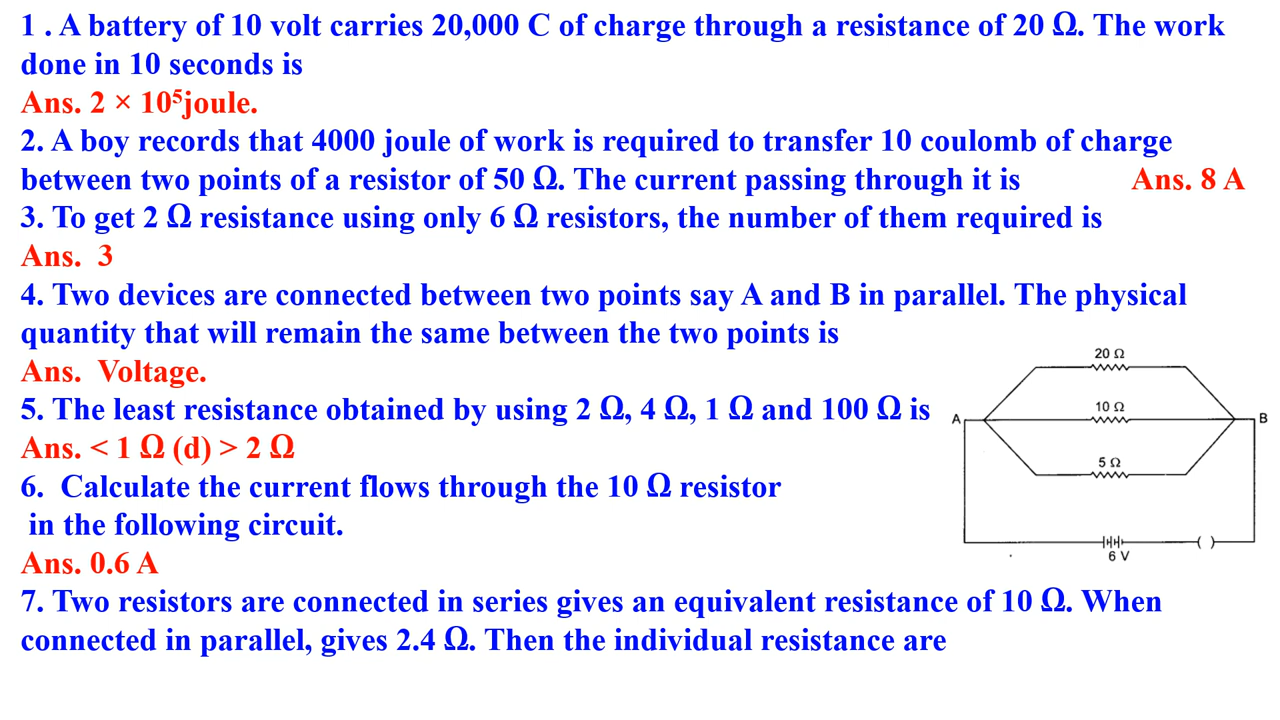 1 . A battery of 10 volt carries 20,000 C of charge through a resistance of 20 Ω. The work
done in 10 seconds is
Ans. 2 × 10⁵joule.
2. A boy records that 4000 joule of work is required to transfer 10 coulomb of charge
between two points of a resistor of 50 Ω. The current passing through it is Ans. 8 A
3. To get 2 Ω resistance using only 6 Ω resistors, the number of them required is
Ans. 3
4. Two devices are connected between two points say A and B in parallel. The physical
quantity that will remain the same between the two points is
Ans. Voltage.
5. The least resistance obtained by using 2 Ω, 4 Ω, 1 Ω and 100 Ω is
Ans. < 1 Ω (d) > 2 Ω
6. Calculate the current flows through the 10 Ω resistor
in the following circuit.
Ans. 0.6 A
20 Ω
10 Ω
A B
5 Ω
( )
6 V
7. Two resistors are connected in series gives an equivalent resistance of 10 Ω. When
connected in parallel, gives 2.4 Ω. Then the individual resistance are